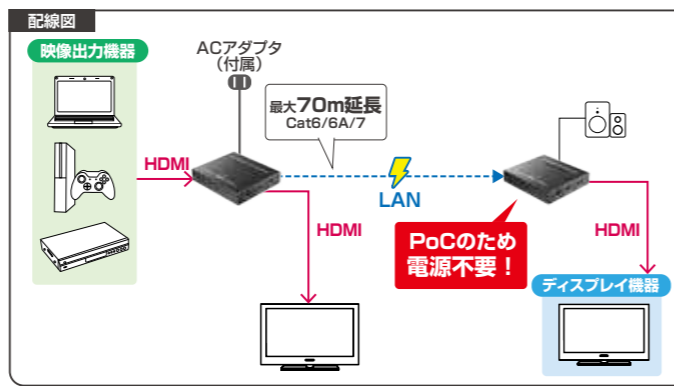 配線図
映像出力機器
ACアダプタ
（付属）
最大70m延長
Cat6/6A/7
HDMI
LAN
HDMI
PoCのため
電源不要！
HDMI
ディスプレイ機器